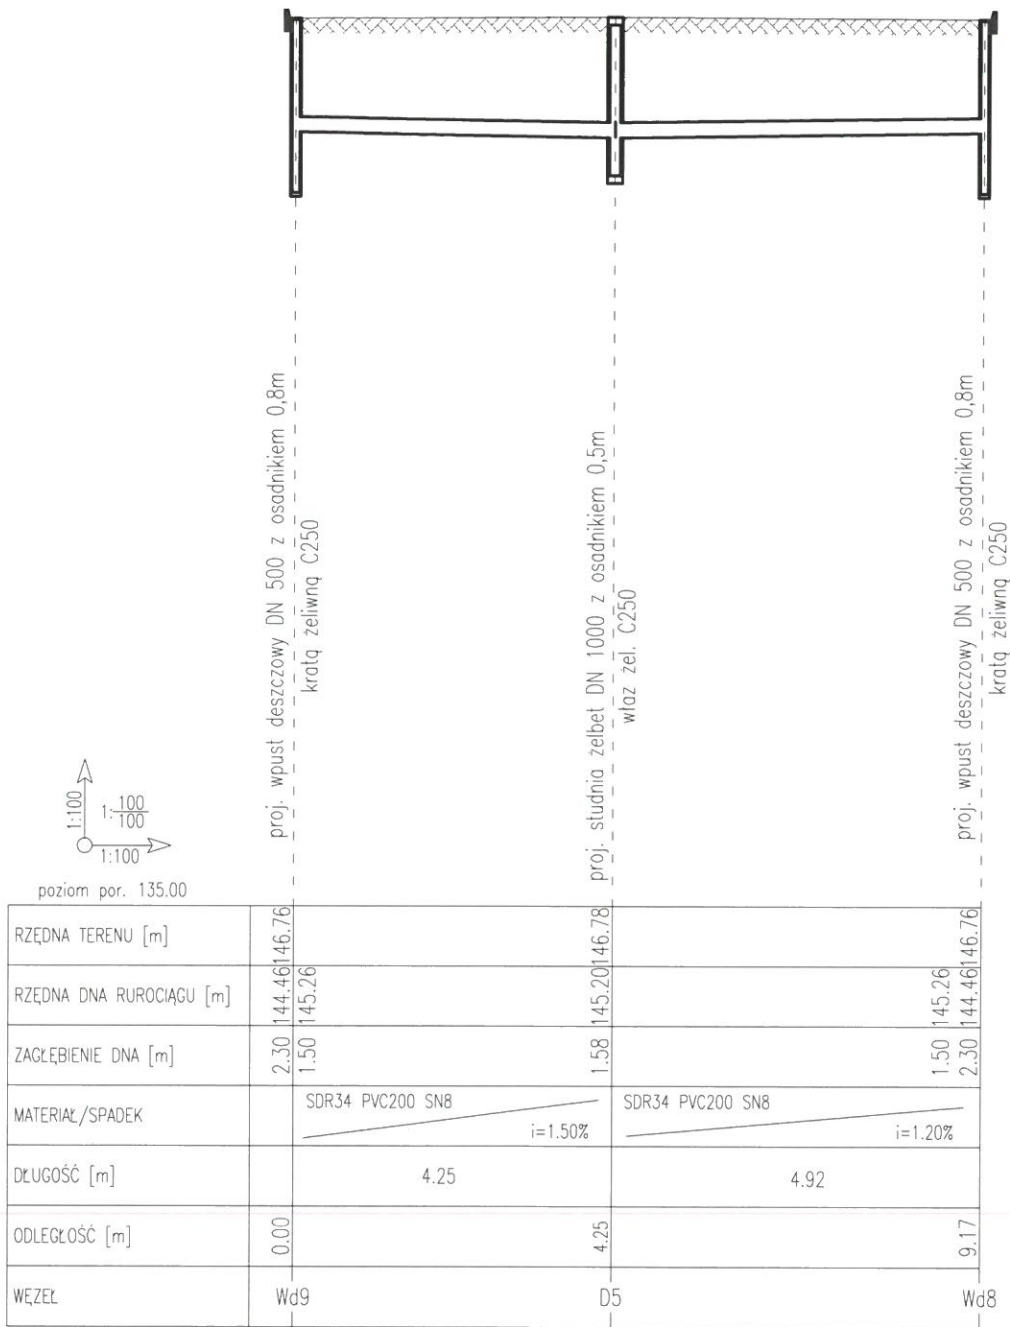 proj. wpust deszczowy DN 500 z osadnikiem 0,8m
kratą żeliwną C250
proj. studnia żelbet DN 1000 z osadnikiem 0,5m
właz żel. C250
proj. wpust deszczowy DN 500 z osadnikiem 0,8m
kratą żeliwną C250
1:100
1:100/100
1:100
poziom por. 135.00
RZĘDNA TERENU [m] 146.76 146.78 146.76
RZĘDNA DNA RUROCIĄGU [m] 144.46 145.26 145.20 145.26 144.46
ZAGŁĘBIENIE DNA [m] 2.30 1.50 1.58 1.50 2.30
MATERIAŁ/SPADEK SDR34 PVC200 SN8 i=1.50% SDR34 PVC200 SN8 i=1.20%
DŁUGOŚĆ [m] 4.25 4.92
ODLEGŁOŚĆ [m] 0.00 4.25 9.17
WĘZEŁ Wd9 D5 Wd8